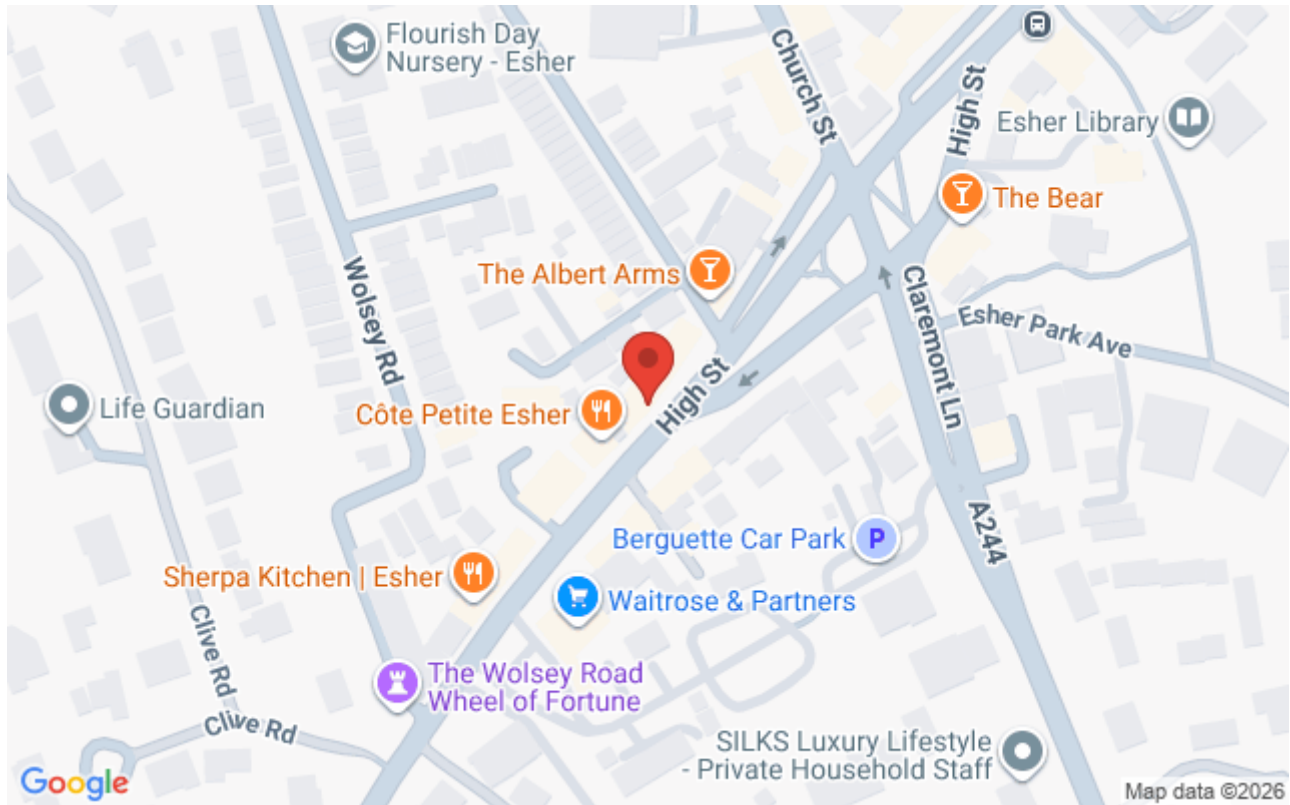 Flourish Day
Nursery - Esher
Church St
High St
Esher Library
The Bear
The Albert Arms
Wolsey Rd
Claremont Ln
Esher Park Ave
Life Guardian
Côte Petite Esher
High St
A244
Berguette Car Park
P
Sherpa Kitchen | Esher
Waitrose & Partners
Clive Rd
The Wolsey Road
Wheel of Fortune
Clive Rd
SILKS Luxury Lifestyle
- Private Household Staff
Google
Map data ©2026